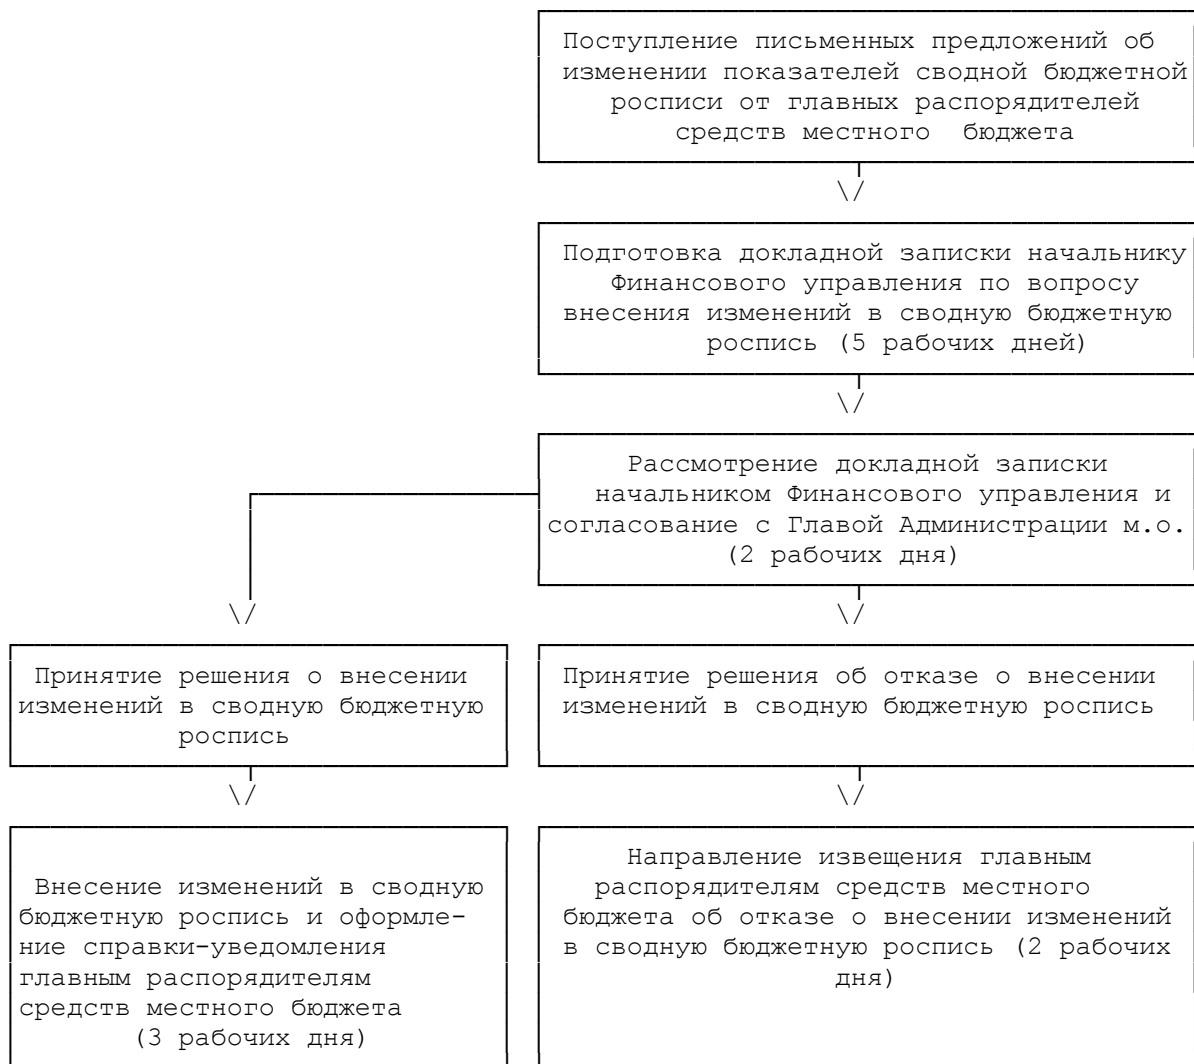 Поступление письменных предложений об
изменении показателей сводной бюджетной
росписи от главных распорядителей
средств местного бюджета
\/
Подготовка докладной записки начальнику
Финансового управления по вопросу
внесения изменений в сводную бюджетную
роспись (5 рабочих дней)
\/
Рассмотрение докладной записки
начальником Финансового управления и
согласование с Главой Администрации м.о.
(2 рабочих дня)
\/ \/
Принятие решения о внесении
изменений в сводную бюджетную
роспись
Принятие решения об отказе о внесении
изменений в сводную бюджетную роспись
\/ \/
Внесение изменений в сводную
бюджетную роспись и оформле-
ние справки-уведомления
главным распорядителям
средств местного бюджета
(3 рабочих дня)
Направление извещения главным
распорядителям средств местного
бюджета об отказе о внесении изменений
в сводную бюджетную роспись (2 рабочих
дня)